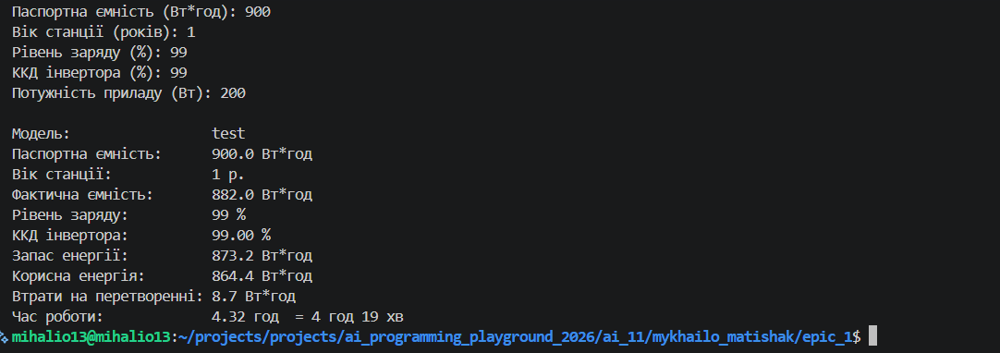 Паспортна ємність (Вт*год): 900
Вік станції (років): 1
Рівень заряду (%): 99
ККД інвертора (%): 99
Потужність приладу (Вт): 200
Модель: test
Паспортна ємність: 900.0 Вт*год
Вік станції: 1 р.
Фактична ємність: 882.0 Вт*год
Рівень заряду: 99 %
ККД інвертора: 99.00 %
Запас енергії: 873.2 Вт*год
Корисна енергія: 864.4 Вт*год
Втрати на перетворенні: 8.7 Вт*год
Час роботи: 4.32 год  = 4 год 19 хв
mihalio13@mihalio13:~/projects/projects/ai_programming_playground_2026/ai_11/mykhailo_matishak/epic_1$